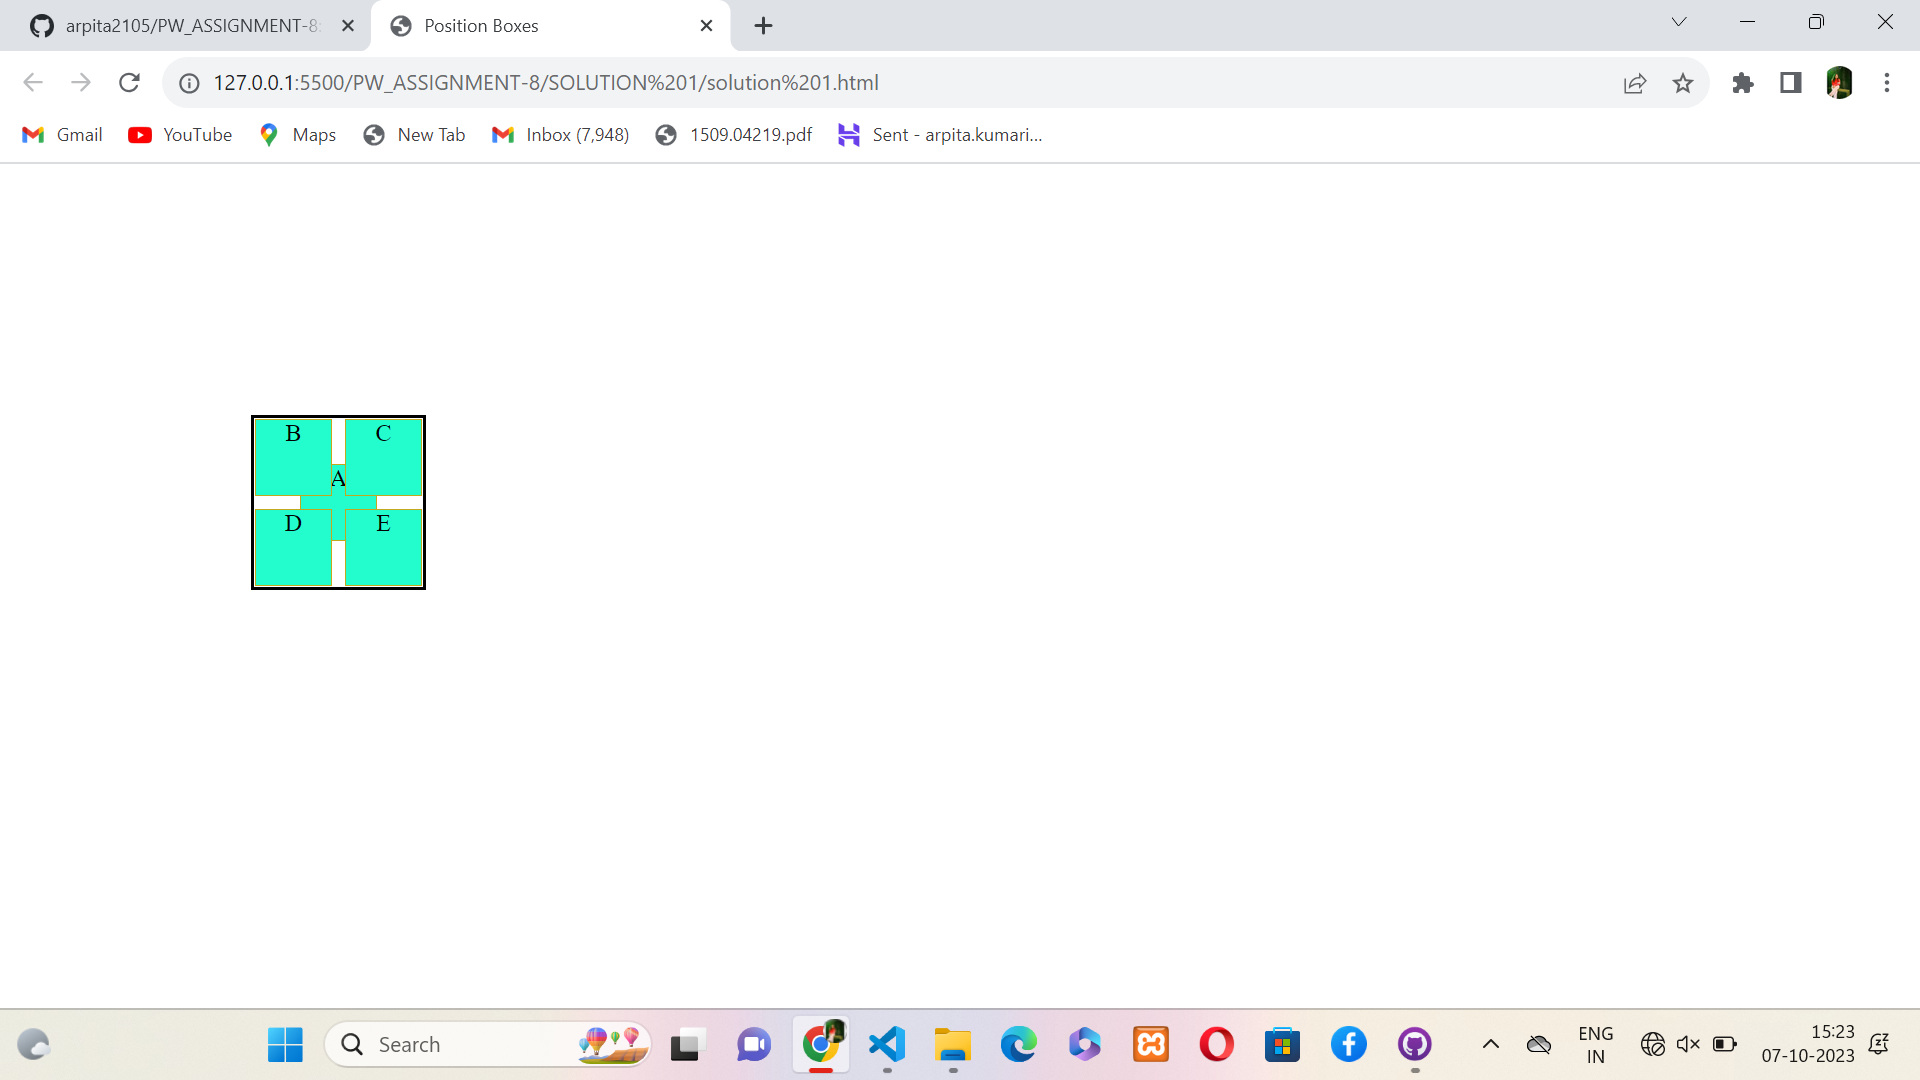 arpita2105/PW_ASSIGNMENT-8
Position Boxes
127.0.0.1:5500/PW_ASSIGNMENT-8/SOLUTION%201/solution%201.html
Gmail
YouTube
Maps
New Tab
Inbox (7,948)
1509.04219.pdf
Sent - arpita.kumari...
B
C
A
D
E
Search
ENG
IN
15:23
07-10-2023